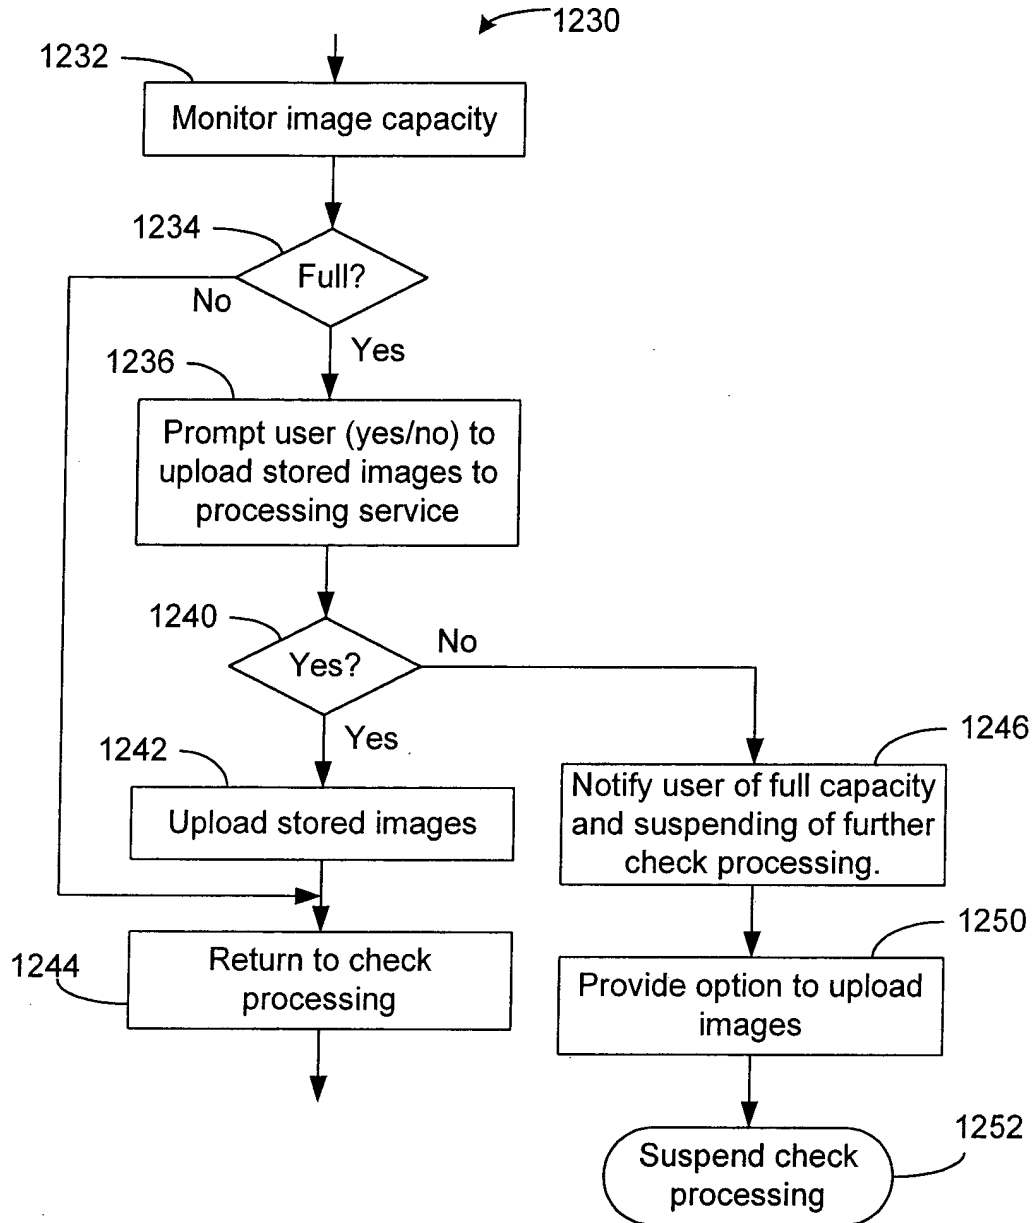 1230
1232
Monitor image capacity
1234
Full?
No
Yes
1236
Prompt user (yes/no) to
upload stored images to
processing service
1240
Yes?
No
Yes
1242
Upload stored images
1244
Return to check
processing
1246
Notify user of full capacity
and suspending of further
check processing.
1250
Provide option to upload
images
1252
Suspend check
processing